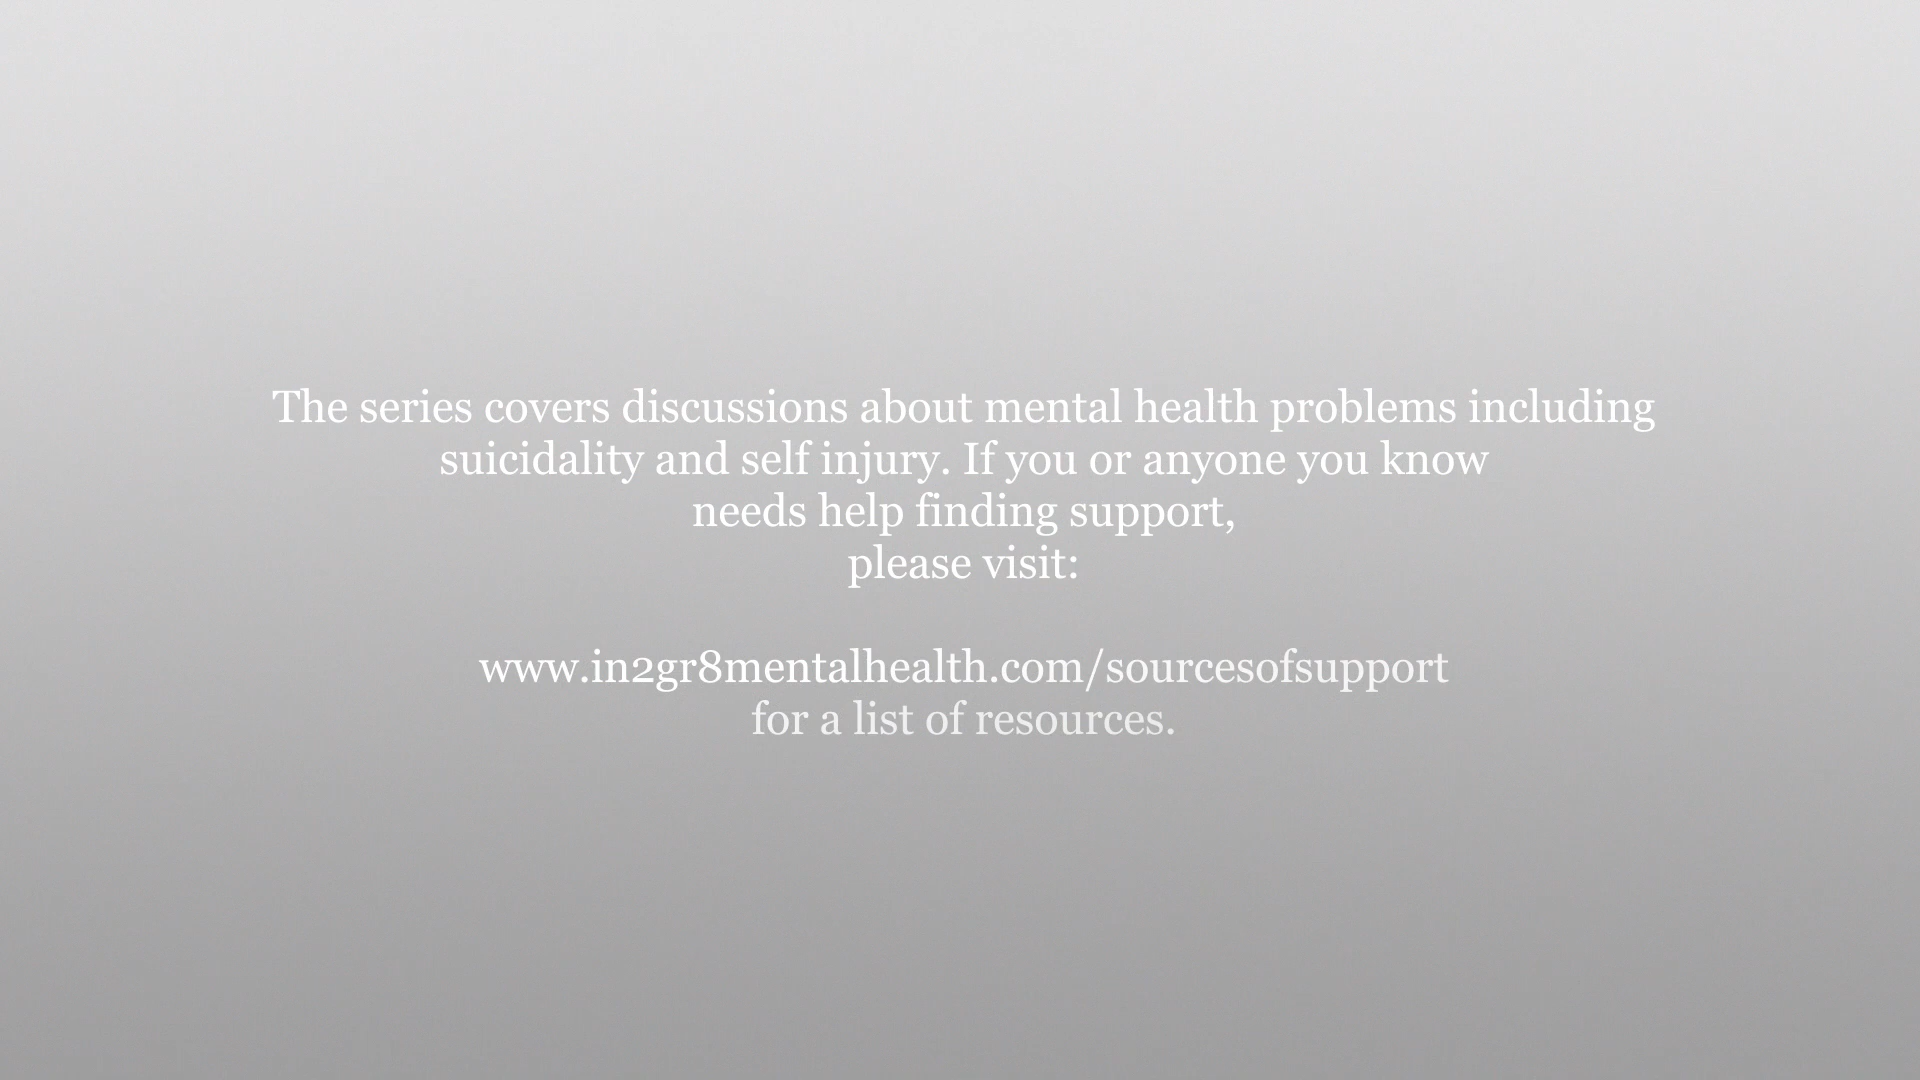 The series covers discussions about mental health problems including
suicidality and self injury. If you or anyone you know
needs help finding support,
please visit:
www.in2gr8mentalhealth.com/sourcesofsupport
for a list of resources.